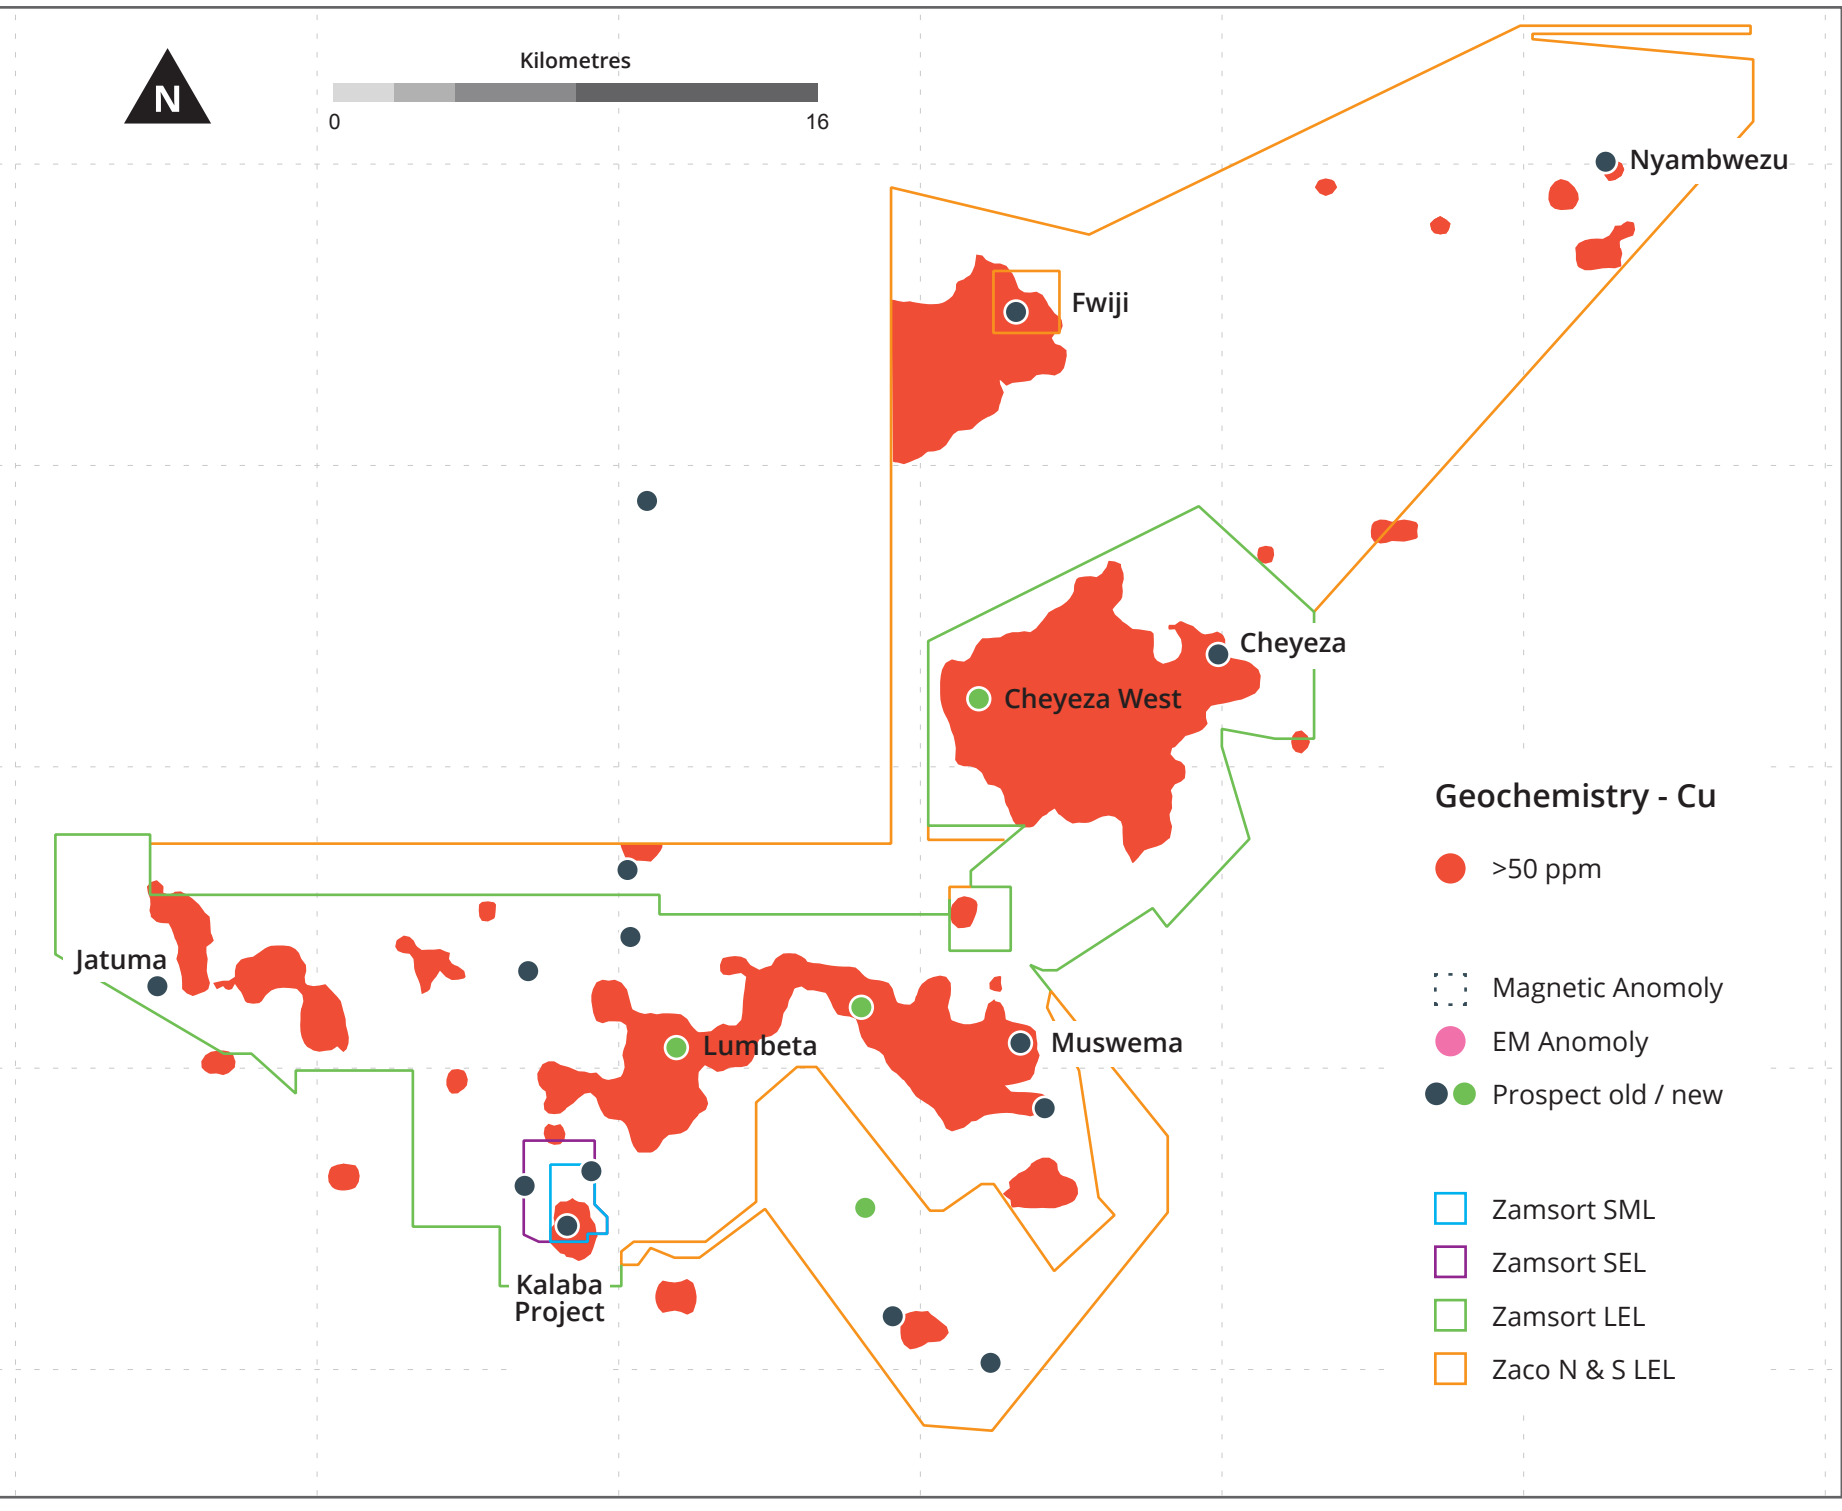 Kilometres
N
0 16
Nyambwezu
Fwiji
Cheyeza
Cheyeza West
Jatuma
Lumbeta
Muswema
Kalaba
Project
Geochemistry - Cu
>50 ppm
Magnetic Anomoly
EM Anomoly
Prospect old / new
Zamsort SML
Zamsort SEL
Zamsort LEL
Zaco N & S LEL